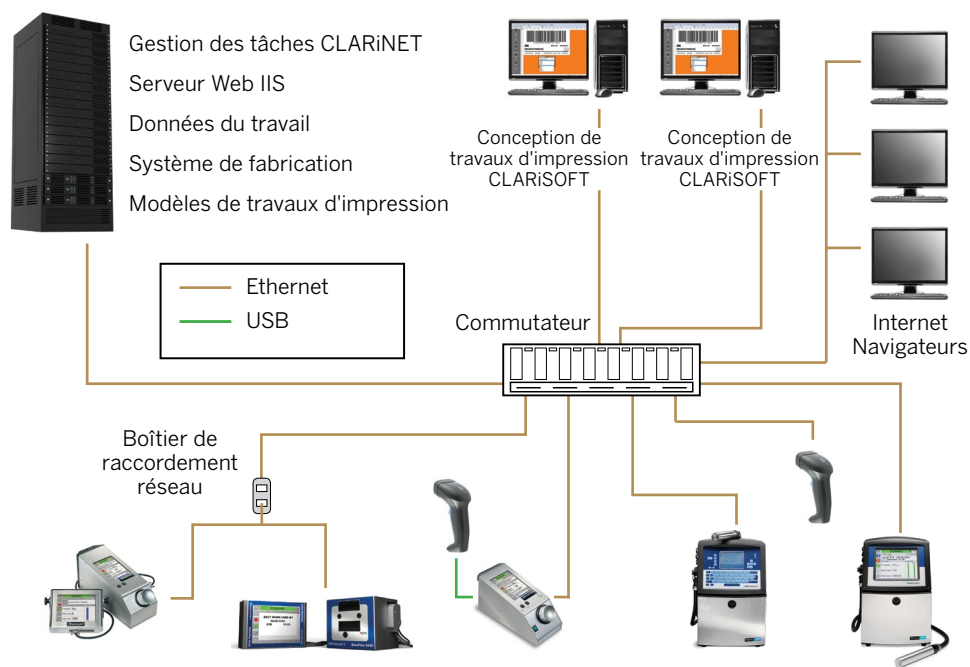 Gestion des tâches CLARiNET
Serveur Web IIS
Données du travail
Système de fabrication
Modèles de travaux d'impression
Conception de
travaux d'impression
CLARiSOFT
Conception de
travaux d'impression
CLARiSOFT
Ethernet
USB
Commutateur
Internet
Navigateurs
Boîtier de
raccordement
réseau